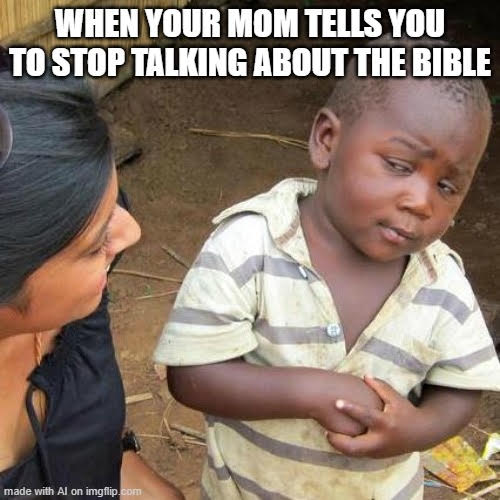 WHEN YOUR MOM TELLS YOU
TO STOP TALKING ABOUT THE BIBLE
made with AI on imgflip.com